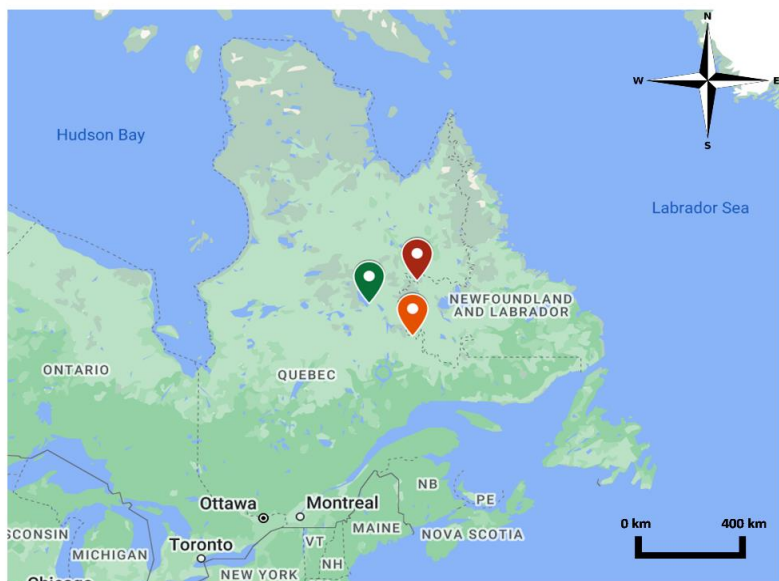 N
W
E
S
Hudson Bay
Labrador Sea
NEWFOUNDLAND
AND LABRADOR
ONTARIO
QUEBEC
Ottawa
Montreal
NB
PE
MAINE
NOVA SCOTIA
VT
NH
Toronto
MICHIGAN
NEW YORK
0 km
400 km